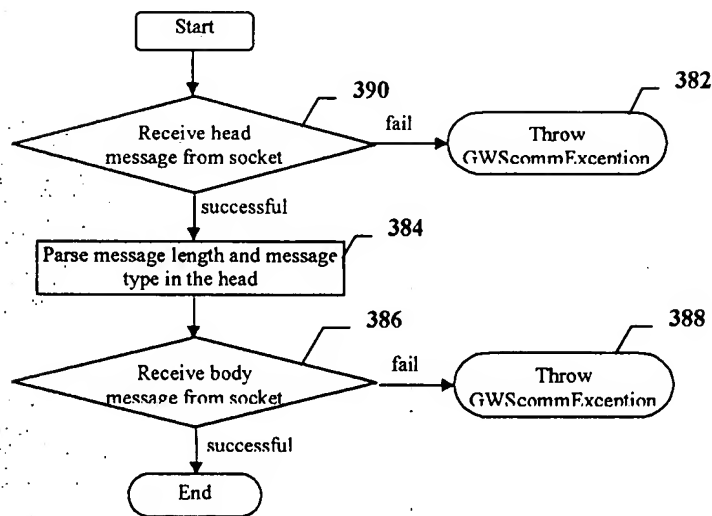 Start
390
382
Receive head
message from socket
fail
Throw
GWScommException
successful
384
Parse message length and message
type in the head
386
388
Receive body
message from socket
fail
Throw
GWScommException
successful
End